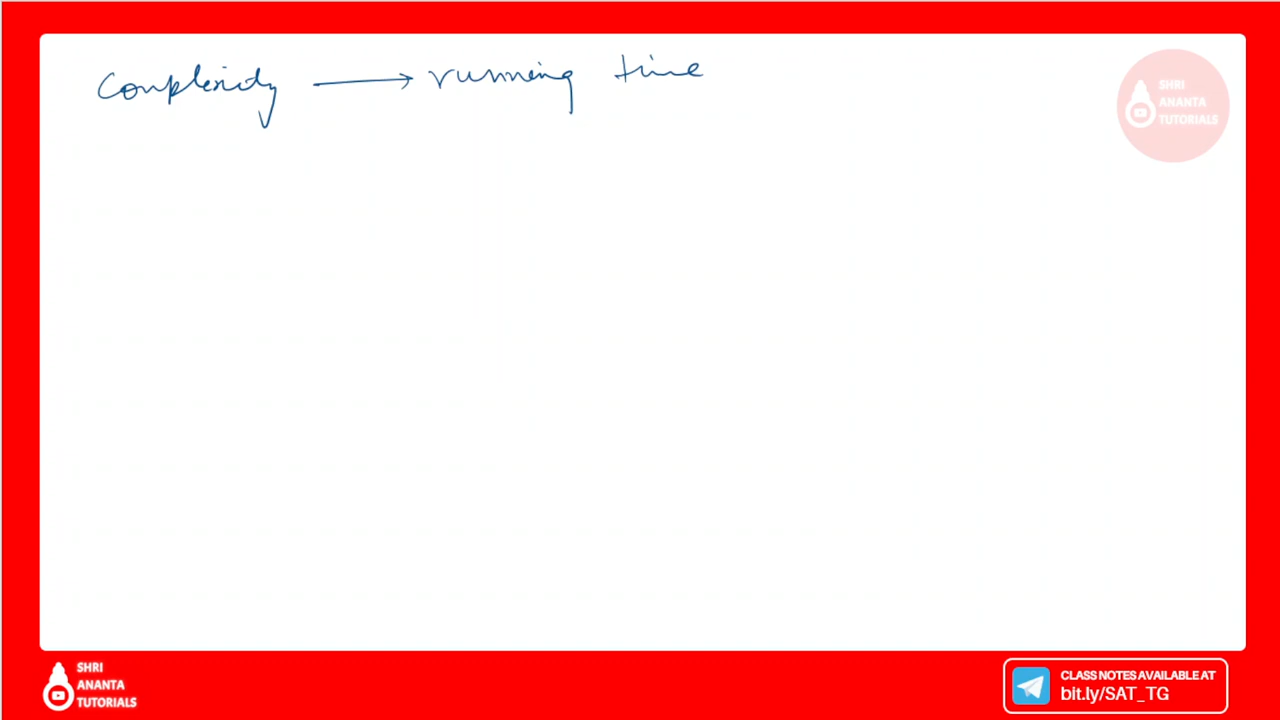 Complexity → running time
SHRI
ANANTA
TUTORIALS
SHRI
ANANTA
TUTORIALS
CLASS NOTES AVAILABLE AT
bit.ly/SAT_TG